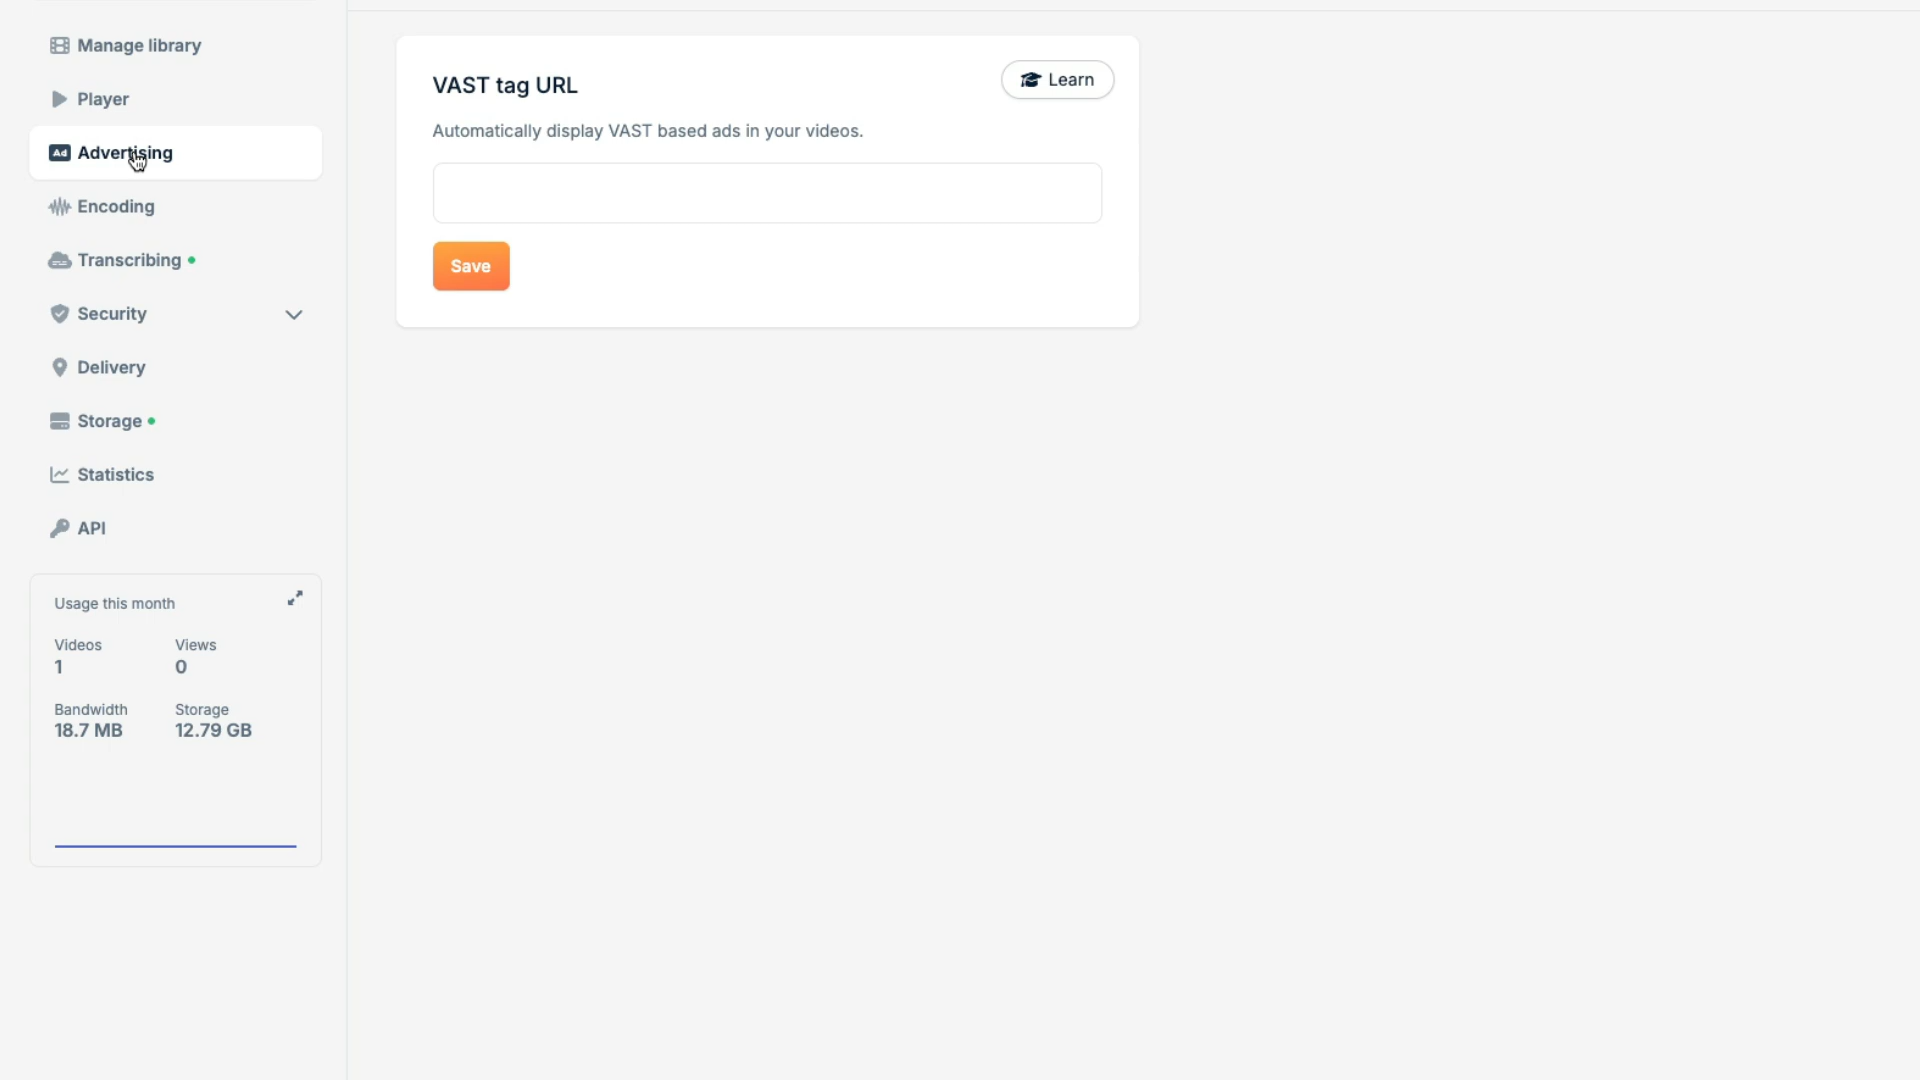 Manage library
Player
Ad Advertising
Encoding
Transcribing
Security
Delivery
Storage
Statistics
API
Usage this month
Videos Views
1 0
Bandwidth Storage
18.7 MB 12.79 GB
VAST tag URL
Learn
Automatically display VAST based ads in your videos.
Save